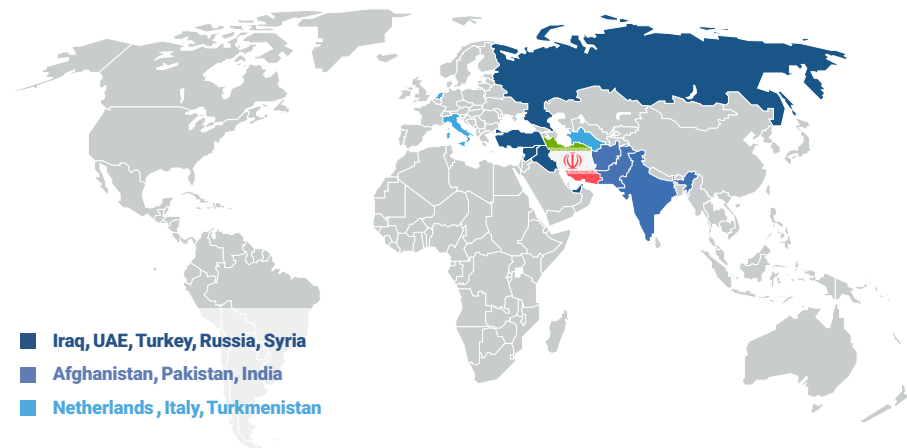 Iraq, UAE, Turkey, Russia, Syria
Afghanistan, Pakistan, India
Netherlands , Italy, Turkmenistan